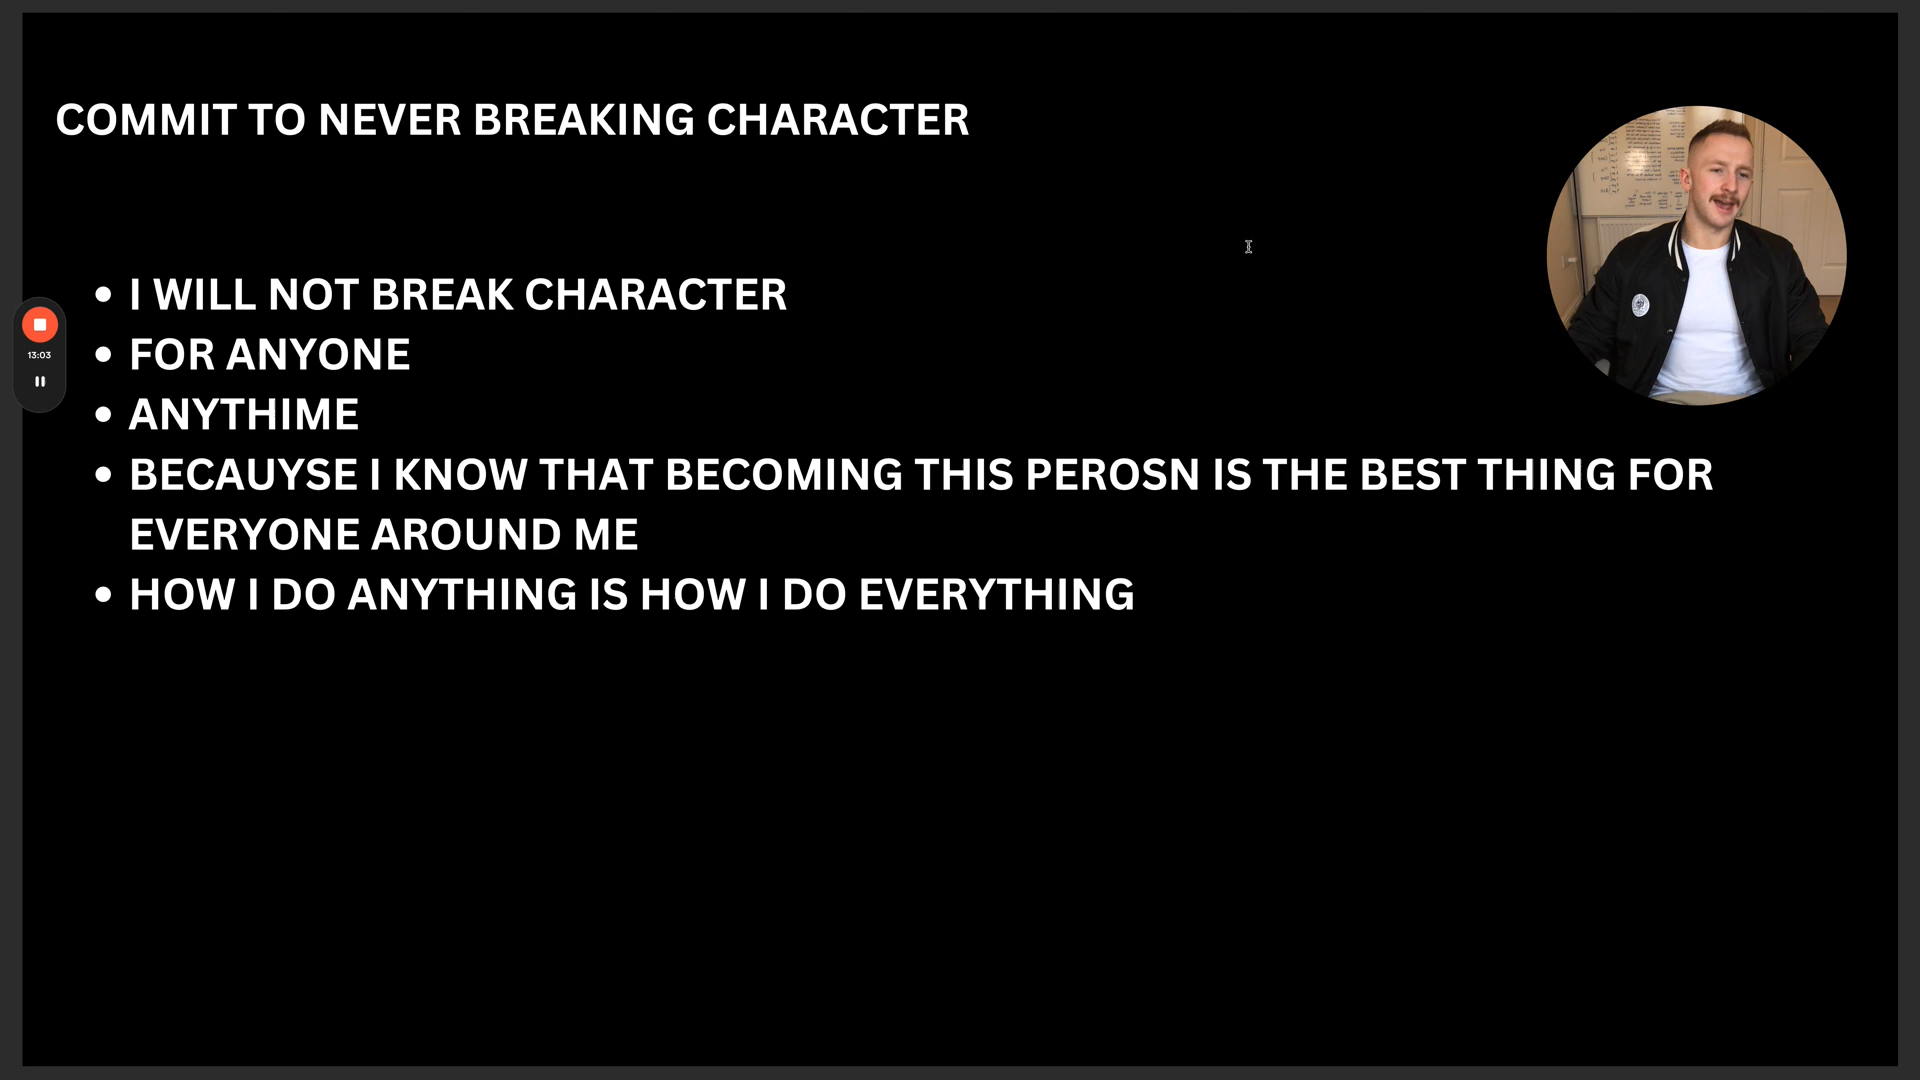 COMMIT TO NEVER BREAKING CHARACTER
I WILL NOT BREAK CHARACTER
FOR ANYONE
ANYTHIME
BECAUYSE I KNOW THAT BECOMING THIS PEROSN IS THE BEST THING FOR
EVERYONE AROUND ME
HOW I DO ANYTHING IS HOW I DO EVERYTHING
13:03